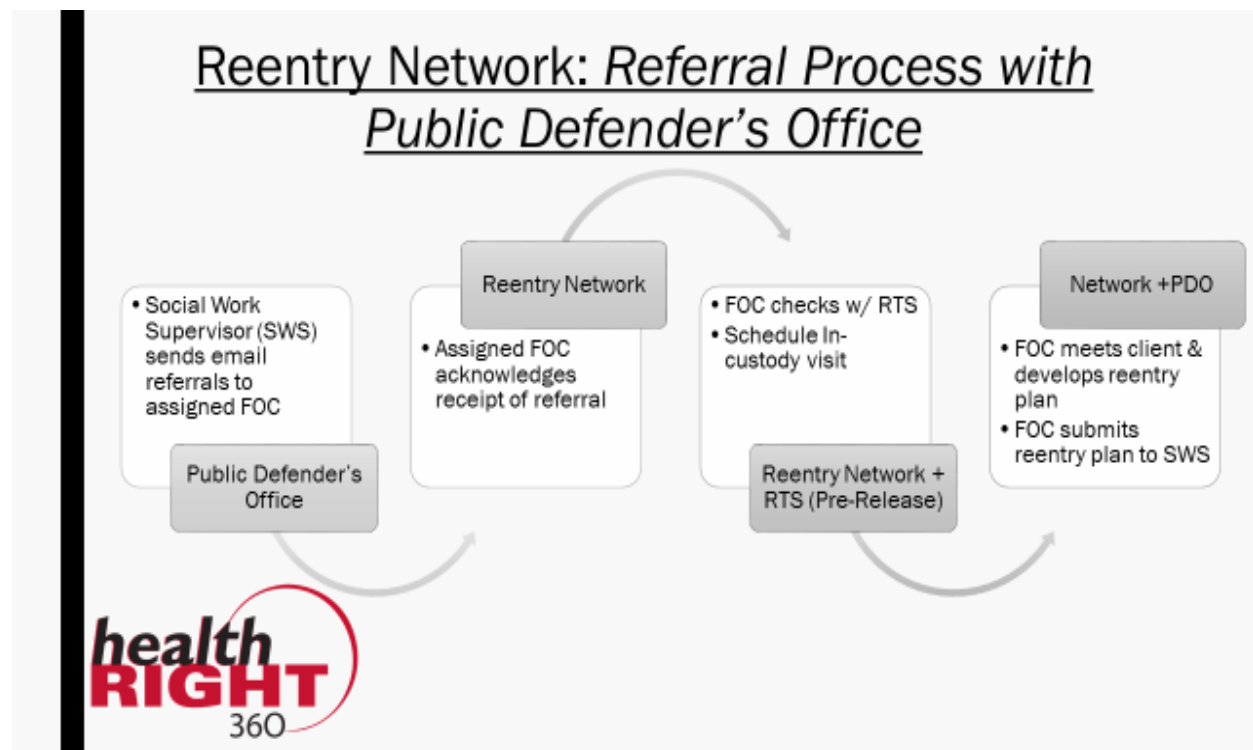 Reentry Network: Referral Process with
Public Defender's Office
• Social Work
Supervisor (SWS)
sends email
referrals to
assigned FOC
Public Defender's
Office
Reentry Network
• Assigned FOC
acknowledges
receipt of referral
• FOC checks w/ RTS
• Schedule In-
custody visit
Reentry Network +
RTS (Pre-Release)
Network +PDO
• FOC meets client &
develops reentry
plan
• FOC submits
reentry plan to SWS
health
RIGHT
360